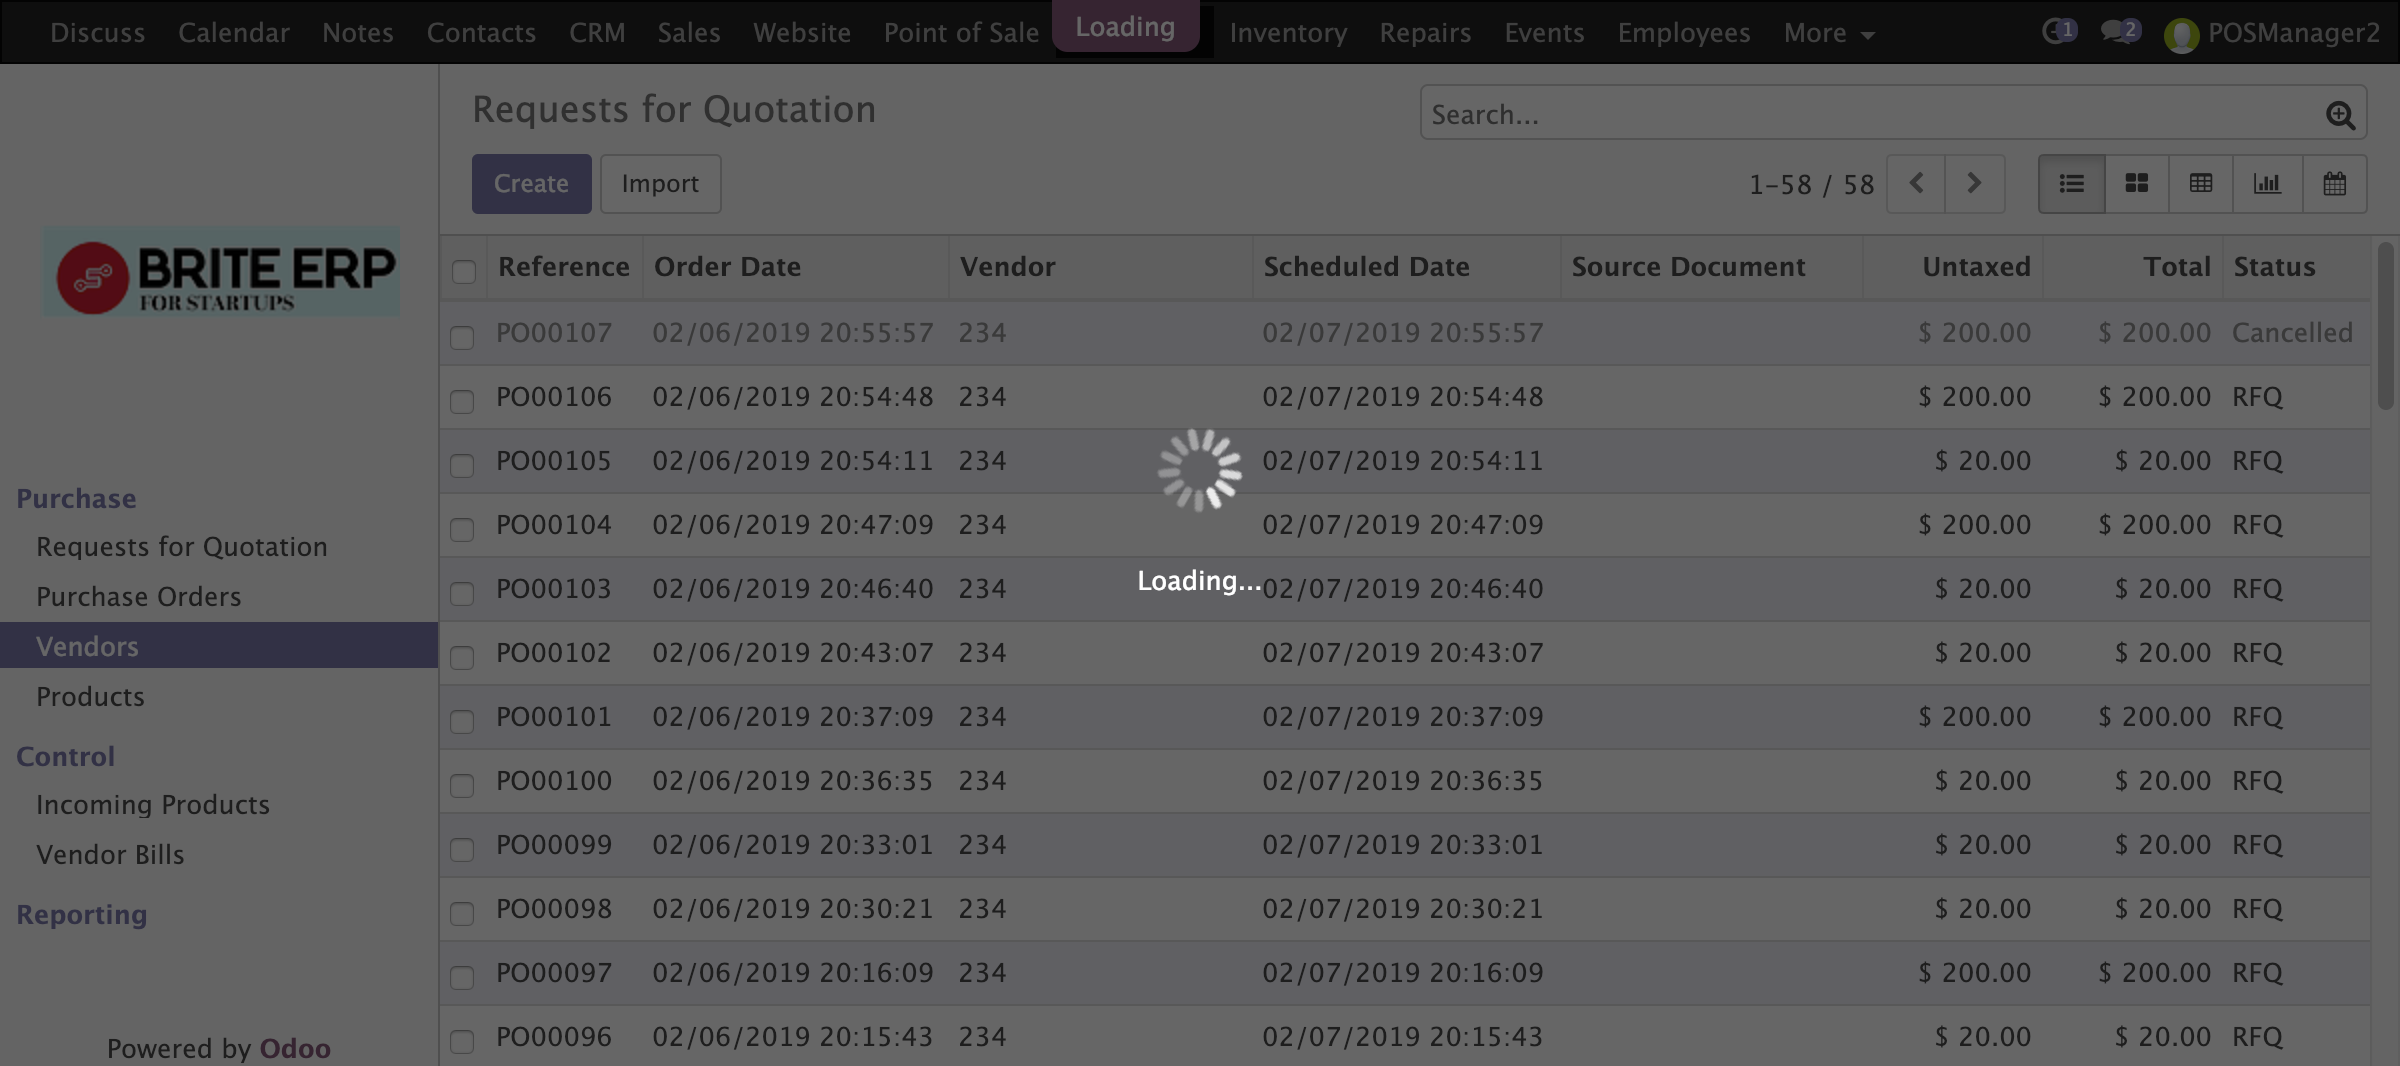 Discuss Calendar Notes Contacts CRM Sales Website Point of Sale Loading Inventory Repairs Events Employees More 1 2 POSManager2
Requests for Quotation
Search...
Create Import 1-58 / 58
BRITE ERP
FOR STARTUPS
Purchase
Requests for Quotation
Purchase Orders
Vendors
Products
Control
Incoming Products
Vendor Bills
Reporting
Powered by Odoo
Reference Order Date Vendor Scheduled Date Source Document Untaxed Total Status
PO00107 02/06/2019 20:55:57 234 02/07/2019 20:55:57 $ 200.00 $ 200.00 Cancelled
PO00106 02/06/2019 20:54:48 234 02/07/2019 20:54:48 $ 200.00 $ 200.00 RFQ
PO00105 02/06/2019 20:54:11 234 02/07/2019 20:54:11 $ 20.00 $ 20.00 RFQ
PO00104 02/06/2019 20:47:09 234 02/07/2019 20:47:09 $ 200.00 $ 200.00 RFQ
Loading...
PO00103 02/06/2019 20:46:40 234 02/07/2019 20:46:40 $ 20.00 $ 20.00 RFQ
PO00102 02/06/2019 20:43:07 234 02/07/2019 20:43:07 $ 20.00 $ 20.00 RFQ
PO00101 02/06/2019 20:37:09 234 02/07/2019 20:37:09 $ 200.00 $ 200.00 RFQ
PO00100 02/06/2019 20:36:35 234 02/07/2019 20:36:35 $ 20.00 $ 20.00 RFQ
PO00099 02/06/2019 20:33:01 234 02/07/2019 20:33:01 $ 20.00 $ 20.00 RFQ
PO00098 02/06/2019 20:30:21 234 02/07/2019 20:30:21 $ 20.00 $ 20.00 RFQ
PO00097 02/06/2019 20:16:09 234 02/07/2019 20:16:09 $ 200.00 $ 200.00 RFQ
PO00096 02/06/2019 20:15:43 234 02/07/2019 20:15:43 $ 20.00 $ 20.00 RFQ